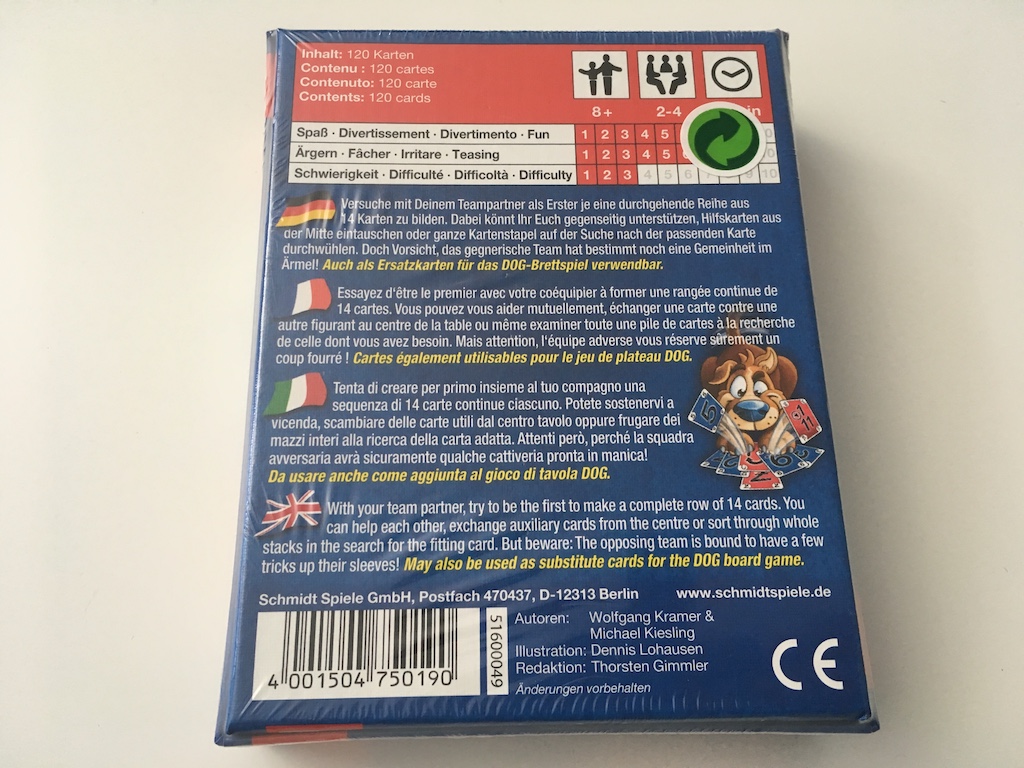 Inhalt: 120 Karten
Contenu : 120 cartes
Contenuto: 120 carte
Contents: 120 cards
8+ 2-4 in
Spaß · Divertissement · Divertimento · Fun 1 2 3 4 5 0
Ärgern · Fâcher · Irritare · Teasing 1 2 3 4 5 6 0
Schwierigkeit · Difficulté · Difficoltà · Difficulty 1 2 3 4 5 6 7 8 9 10
Versuche mit Deinem Teampartner als Erster je eine durchgehende Reihe aus
14 Karten zu bilden. Dabei könnt Ihr Euch gegenseitig unterstützen, Hilfskarten aus
der Mitte eintauschen oder ganze Kartenstapel auf der Suche nach der passenden Karte
durchwühlen. Doch Vorsicht, das gegnerische Team hat bestimmt noch eine Gemeinheit im
Ärmel! Auch als Ersatzkarten für das DOG-Brettspiel verwendbar.
Essayez d'être le premier avec votre coéquipier à former une rangée continue de
14 cartes. Vous pouvez vous aider mutuellement, échanger une carte contre une
autre figurant au centre de la table ou même examiner toute une pile de cartes à la recherche
de celle dont vous avez besoin. Mais attention, l'équipe adverse vous réserve sûrement un
coup fourré ! Cartes également utilisables pour le jeu de plateau DOG.
Tenta di creare per primo insieme al tuo compagno una
sequenza di 14 carte continue ciascuno. Potete sostenervi a
vicenda, scambiare delle carte utili dal centro tavolo oppure frugare dei
mazzi interi alla ricerca della carta adatta. Attenti però, perché la squadra
avversaria avrà sicuramente qualche cattiveria pronta in manica!
Da usare anche come aggiunta al gioco di tavola DOG.
5 11
With your team partner, try to be the first to make a complete row of 14 cards. You
can help each other, exchange auxiliary cards from the centre or sort through whole
stacks in the search for the fitting card. But beware: The opposing team is bound to have a few
tricks up their sleeves! May also be used as substitute cards for the DOG board game.
Schmidt Spiele GmbH, Postfach 470437, D-12313 Berlin www.schmidtspiele.de
4 001504 750190
51600049
Autoren: Wolfgang Kramer &
Michael Kiesling
Illustration: Dennis Lohausen
Redaktion: Thorsten Gimmler
Änderungen vorbehalten
CE